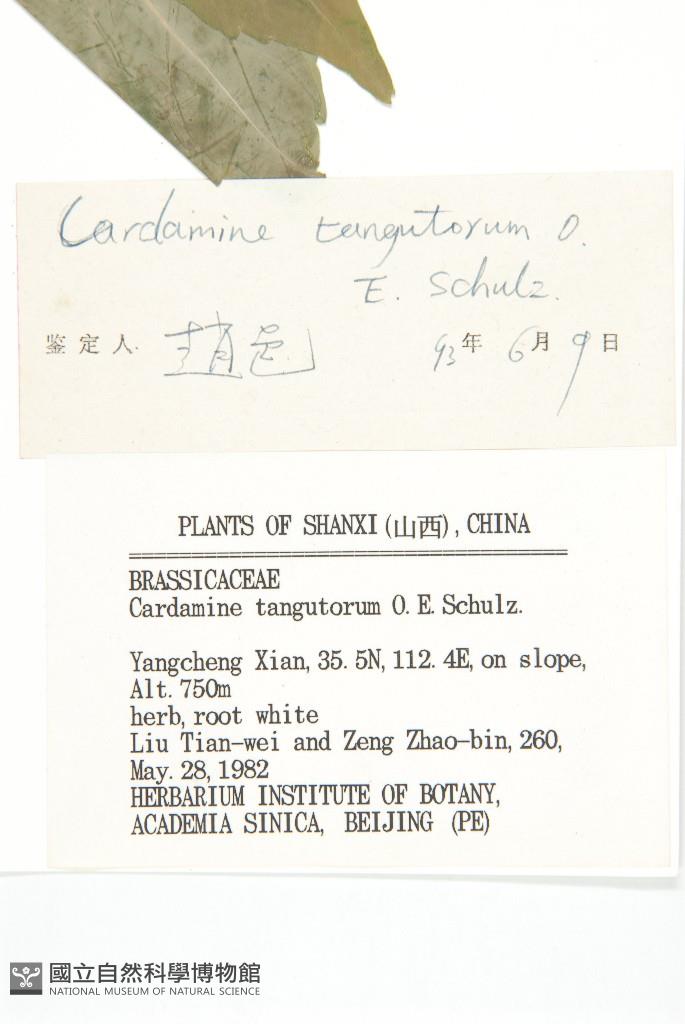 Cardamine tangutorum O.
E. Schulz.
鉴定人 趙邑 93年 6月 9日
PLANTS OF SHANXI (山西), CHINA
BRASSICACEAE
Cardamine tangutorum O. E. Schulz.
Yangcheng Xian, 35. 5N, 112. 4E, on slope,
Alt. 750m
herb, root white
Liu Tian-wei and Zeng Zhao-bin, 260,
May. 28, 1982
HERBARIUM INSTITUTE OF BOTANY,
ACADEMIA SINICA, BEIJING (PE)
國立自然科學博物館
NATIONAL MUSEUM OF NATURAL SCIENCE